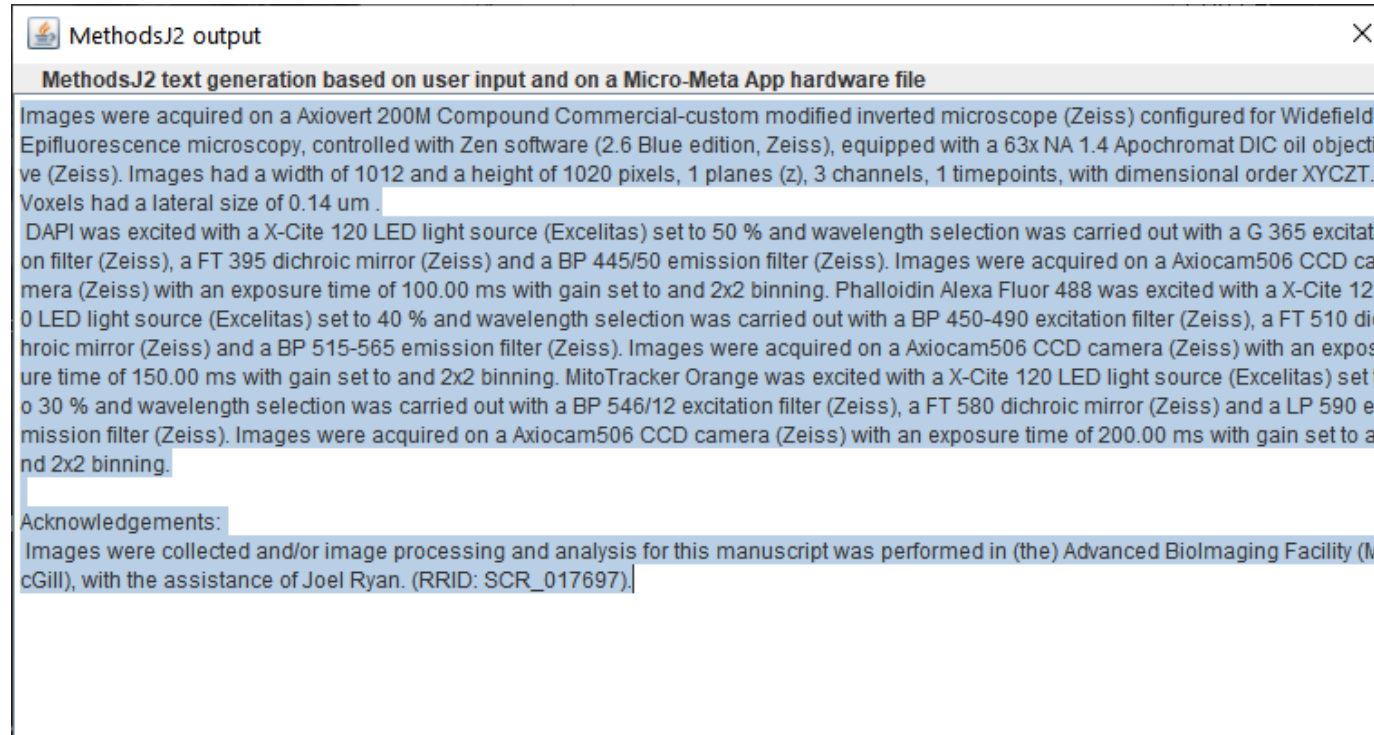 MethodsJ2 output
MethodsJ2 text generation based on user input and on a Micro-Meta App hardware file
Images were acquired on a Axiovert 200M Compound Commercial-custom modified inverted microscope (Zeiss) configured for Widefield
Epifluorescence microscopy, controlled with Zen software (2.6 Blue edition, Zeiss), equipped with a 63x NA 1.4 Apochromat DIC oil objecti
ve (Zeiss). Images had a width of 1012 and a height of 1020 pixels, 1 planes (z), 3 channels, 1 timepoints, with dimensional order XYCZT.
Voxels had a lateral size of 0.14 um .
DAPI was excited with a X-Cite 120 LED light source (Excelitas) set to 50 % and wavelength selection was carried out with a G 365 excitat
on filter (Zeiss), a FT 395 dichroic mirror (Zeiss) and a BP 445/50 emission filter (Zeiss). Images were acquired on a Axiocam506 CCD ca
mera (Zeiss) with an exposure time of 100.00 ms with gain set to and 2x2 binning. Phalloidin Alexa Fluor 488 was excited with a X-Cite 12
0 LED light source (Excelitas) set to 40 % and wavelength selection was carried out with a BP 450-490 excitation filter (Zeiss), a FT 510 di
hroic mirror (Zeiss) and a BP 515-565 emission filter (Zeiss). Images were acquired on a Axiocam506 CCD camera (Zeiss) with an expos
ure time of 150.00 ms with gain set to and 2x2 binning. MitoTracker Orange was excited with a X-Cite 120 LED light source (Excelitas) set
o 30 % and wavelength selection was carried out with a BP 546/12 excitation filter (Zeiss), a FT 580 dichroic mirror (Zeiss) and a LP 590 e
mission filter (Zeiss). Images were acquired on a Axiocam506 CCD camera (Zeiss) with an exposure time of 200.00 ms with gain set to a
nd 2x2 binning.
Acknowledgements:
Images were collected and/or image processing and analysis for this manuscript was performed in (the) Advanced BioImaging Facility (M
cGill), with the assistance of Joel Ryan. (RRID: SCR_017697).